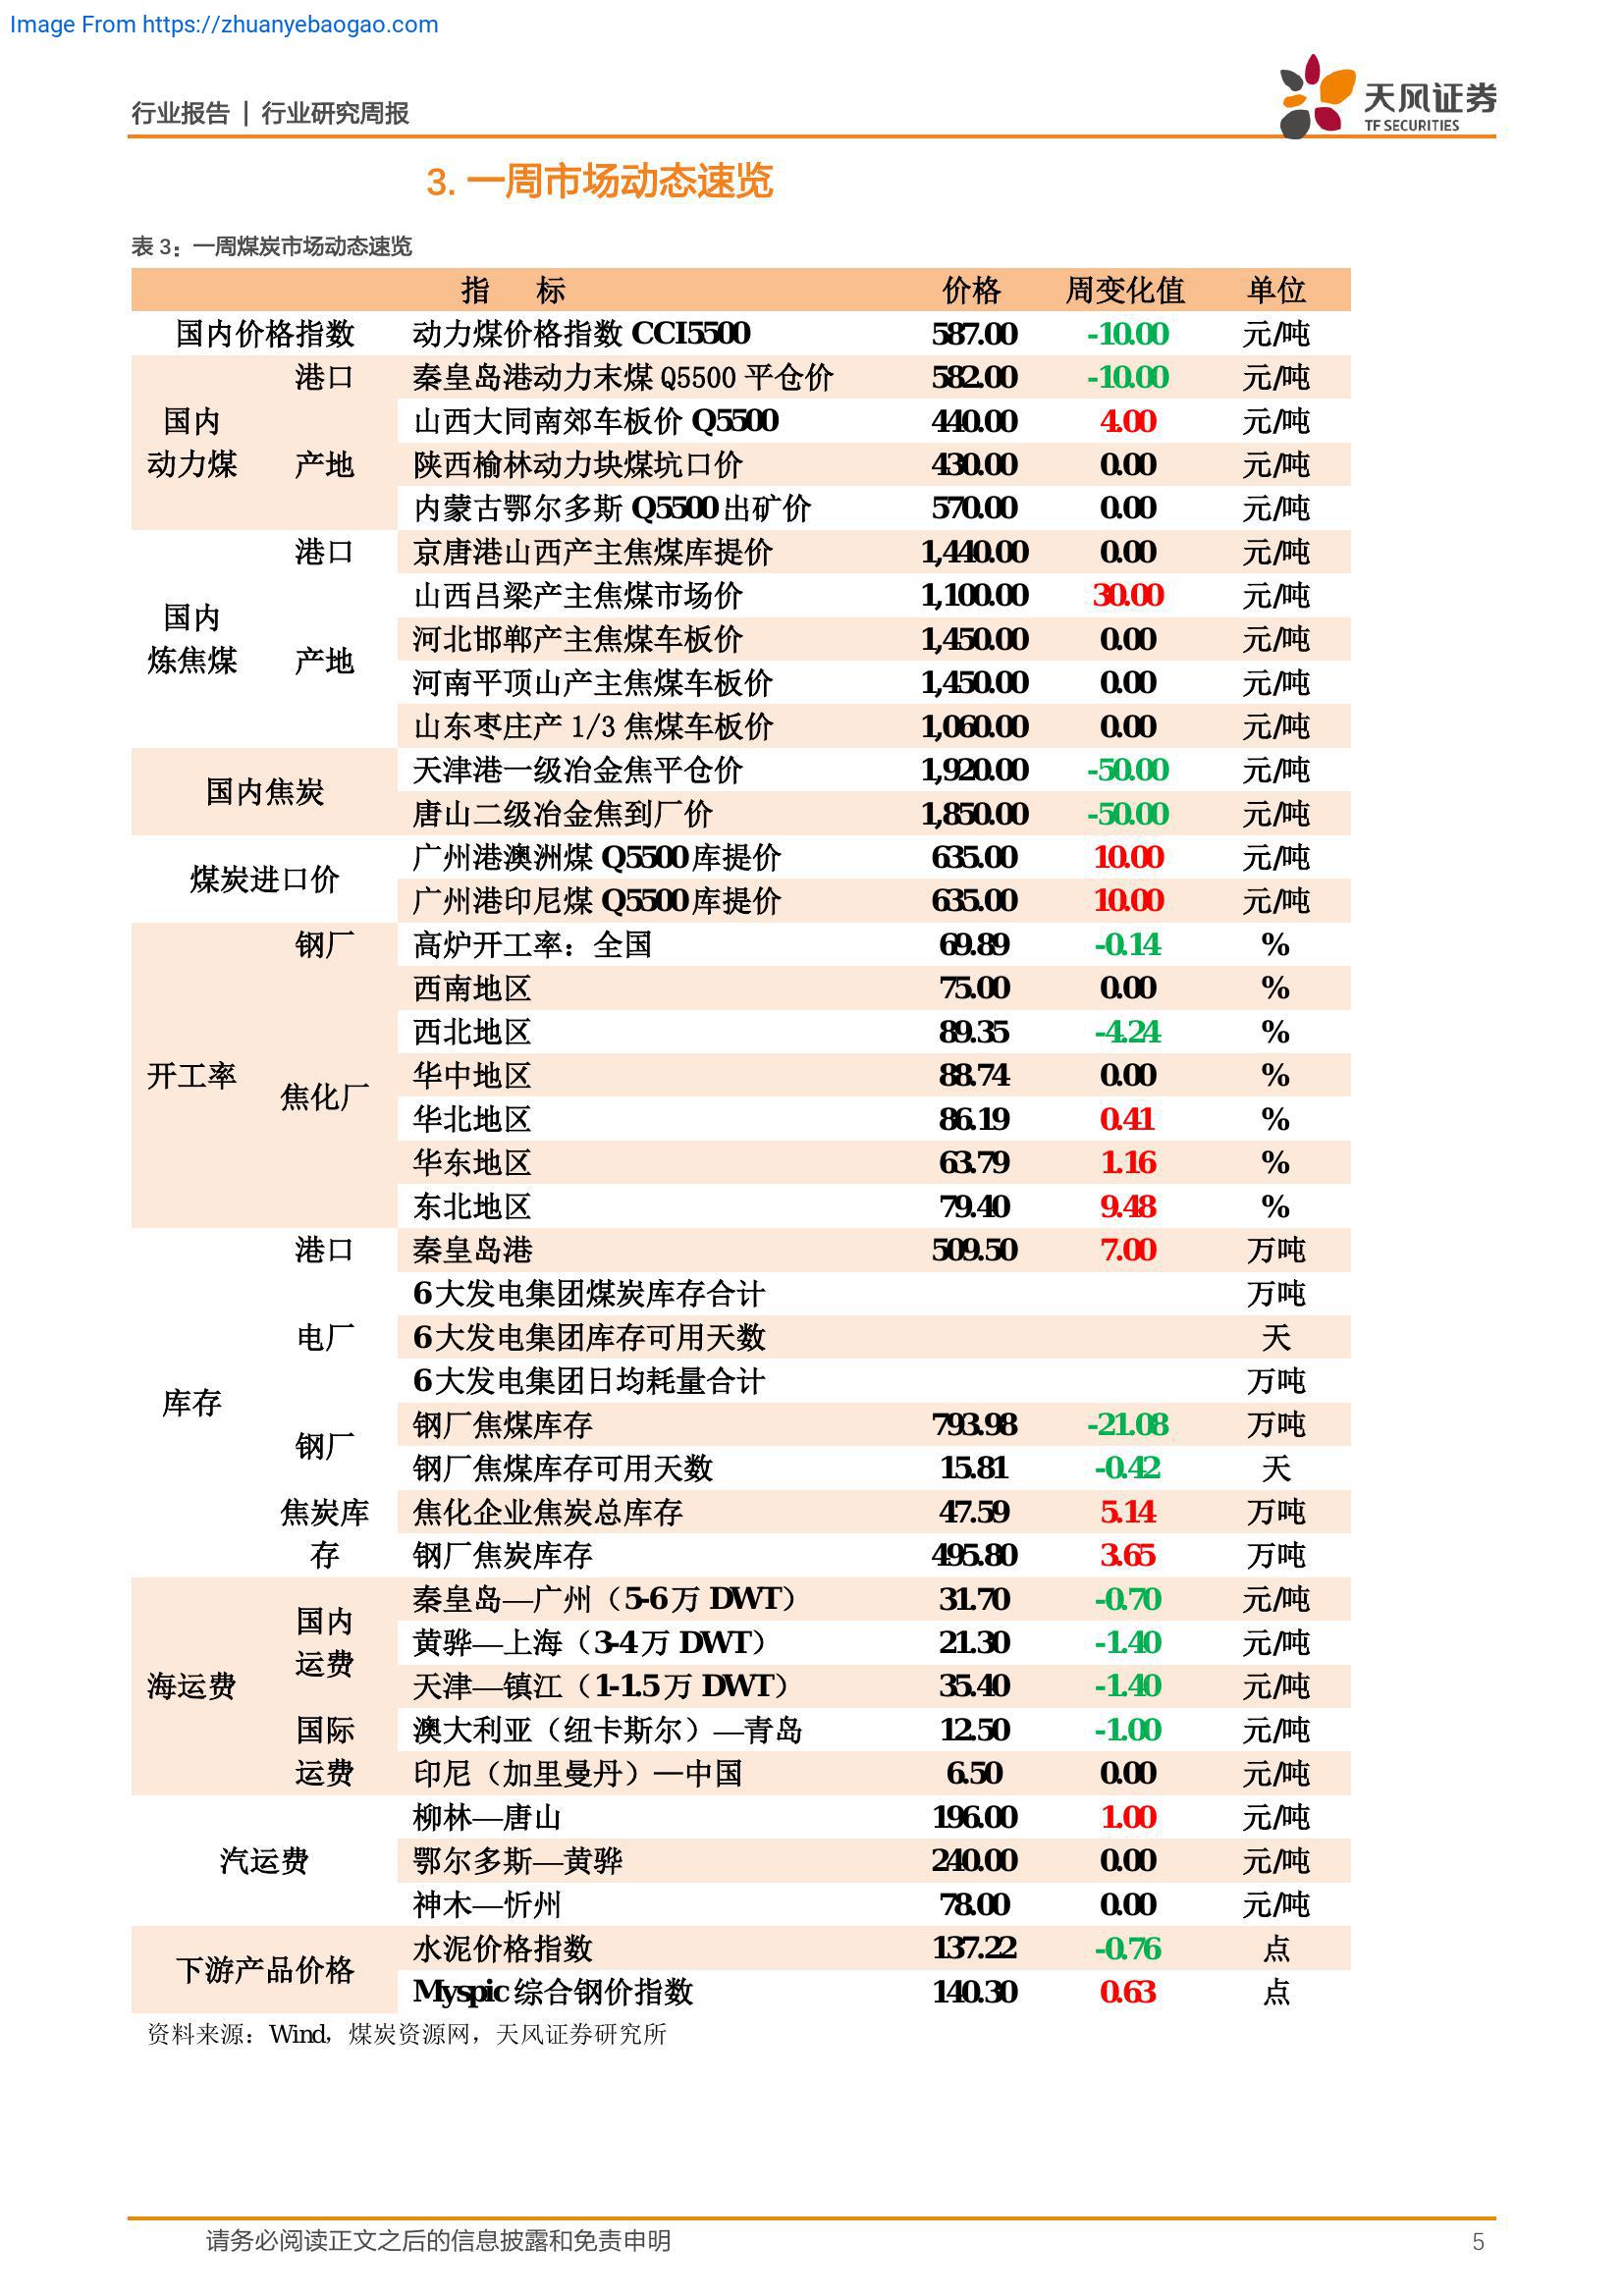 Image From https://zhuanyebaogao.com
行业报告 | 行业研究周报
天风证券
TF SECURITIES
3. 一周市场动态速览
表 3：一周煤炭市场动态速览
指 标 价格 周变化值 单位
国内价格指数 动力煤价格指数 CCI5500 587.00 -10.00 元/吨
港口 秦皇岛港动力末煤 Q5500 平仓价 582.00 -10.00 元/吨
国内 山西大同南郊车板价 Q5500 440.00 4.00 元/吨
动力煤 产地 陕西榆林动力块煤坑口价 430.00 0.00 元/吨
内蒙古鄂尔多斯 Q5500 出矿价 570.00 0.00 元/吨
港口 京唐港山西产主焦煤库提价 1,440.00 0.00 元/吨
国内 山西吕梁产主焦煤市场价 1,100.00 30.00 元/吨
炼焦煤 产地 河北邯郸产主焦煤车板价 1,450.00 0.00 元/吨
河南平顶山产主焦煤车板价 1,450.00 0.00 元/吨
山东枣庄产 1/3 焦煤车板价 1,060.00 0.00 元/吨
国内焦炭 天津港一级冶金焦平仓价 1,920.00 -50.00 元/吨
唐山二级冶金焦到厂价 1,850.00 -50.00 元/吨
煤炭进口价 广州港澳洲煤 Q5500 库提价 635.00 10.00 元/吨
广州港印尼煤 Q5500 库提价 635.00 10.00 元/吨
钢厂 高炉开工率：全国 69.89 -0.14 %
西南地区 75.00 0.00 %
西北地区 89.35 -4.24 %
开工率 焦化厂 华中地区 88.74 0.00 %
华北地区 86.19 0.41 %
华东地区 63.79 1.16 %
东北地区 79.40 9.48 %
港口 秦皇岛港 509.50 7.00 万吨
6 大发电集团煤炭库存合计 万吨
电厂 6 大发电集团库存可用天数 天
6 大发电集团日均耗量合计 万吨
库存 钢厂 钢厂焦煤库存 793.98 -21.08 万吨
钢厂焦煤库存可用天数 15.81 -0.42 天
焦炭库 焦化企业焦炭总库存 47.59 5.14 万吨
存 钢厂焦炭库存 495.80 3.65 万吨
国内 秦皇岛—广州（5-6 万 DWT） 31.70 -0.70 元/吨
运费 黄骅—上海（3-4 万 DWT） 21.30 -1.40 元/吨
海运费 天津—镇江（1-1.5 万 DWT） 35.40 -1.40 元/吨
国际 澳大利亚（纽卡斯尔）—青岛 12.50 -1.00 元/吨
运费 印尼（加里曼丹）—中国 6.50 0.00 元/吨
柳林—唐山 196.00 1.00 元/吨
汽运费 鄂尔多斯—黄骅 240.00 0.00 元/吨
神木—忻州 78.00 0.00 元/吨
下游产品价格 水泥价格指数 137.22 -0.76 点
Myspic 综合钢价指数 140.30 0.63 点
资料来源：Wind，煤炭资源网，天风证券研究所
请务必阅读正文之后的信息披露和免责申明 5